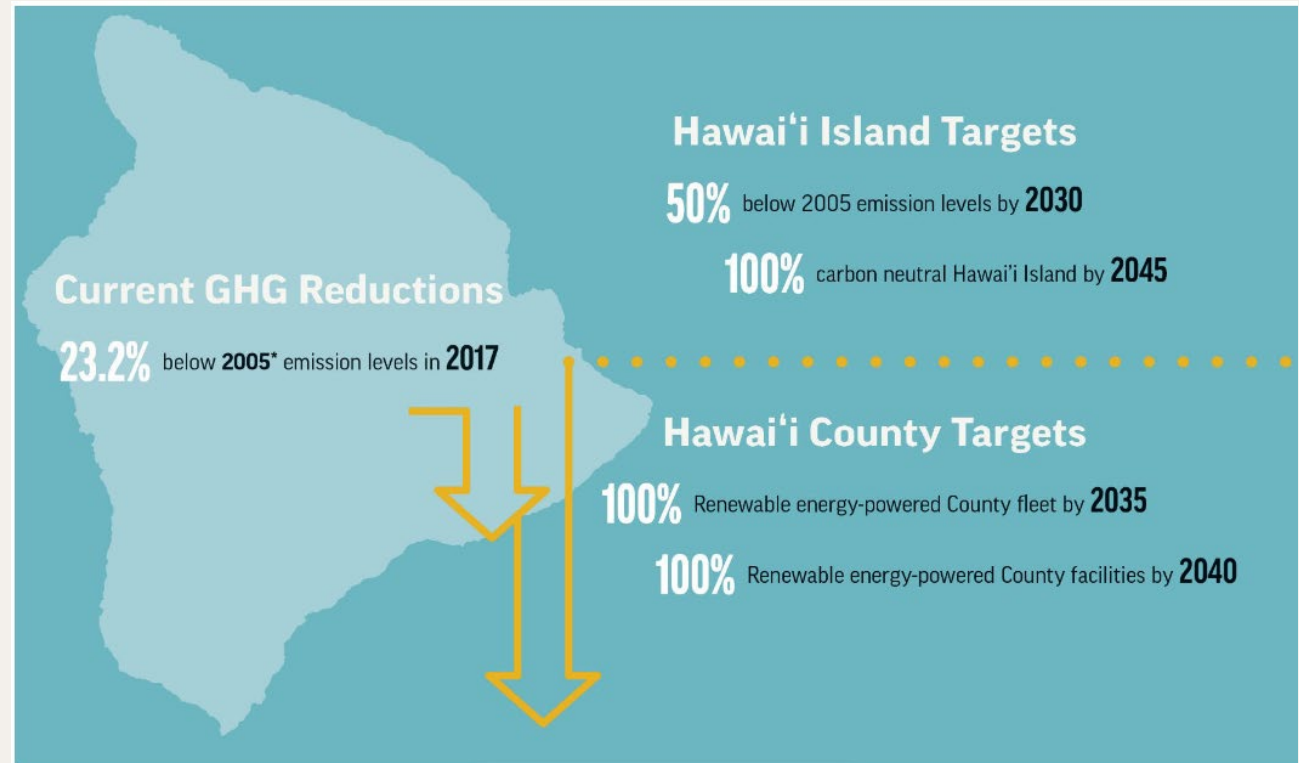 Hawaiʻi Island Targets
50% below 2005 emission levels by 2030
100% carbon neutral Hawai'i Island by 2045
Current GHG Reductions
23.2% below 2005* emission levels in 2017
Hawaiʻi County Targets
100% Renewable energy-powered County fleet by 2035
100% Renewable energy-powered County facilities by 2040